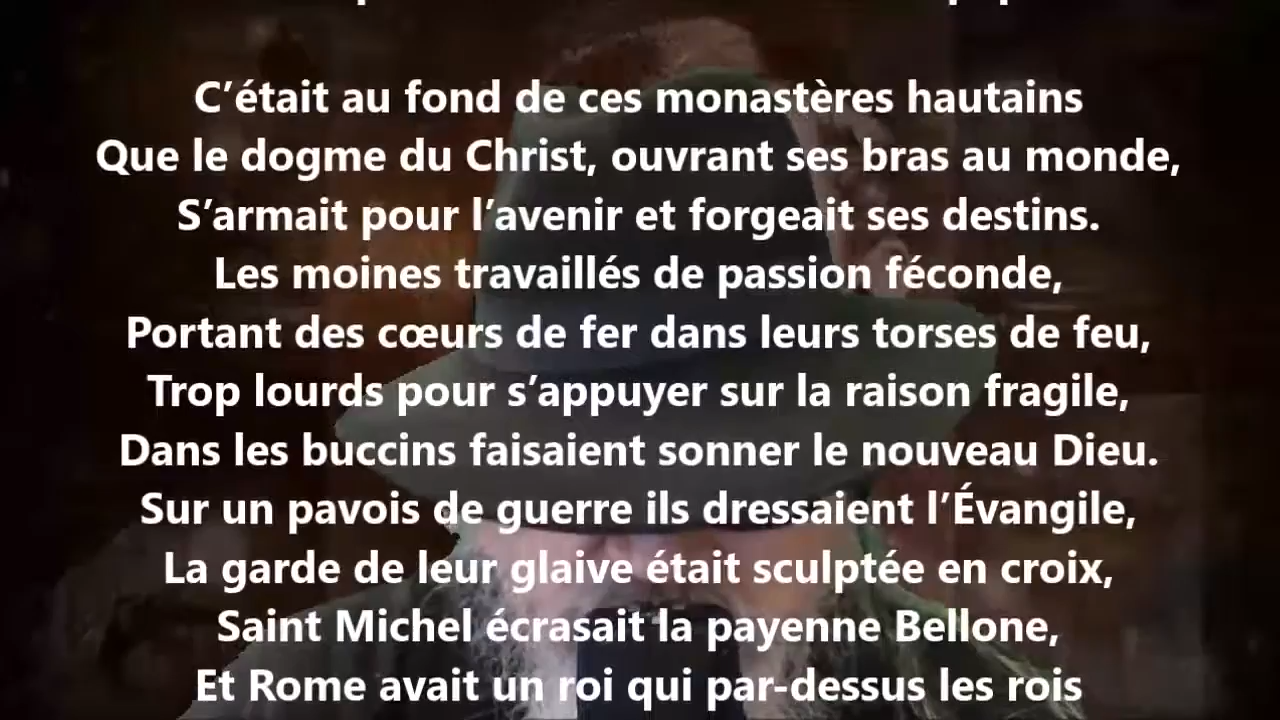 C’était au fond de ces monastères hautains
Que le dogme du Christ, ouvrant ses bras au monde,
S’armait pour l’avenir et forgeait ses destins.
Les moines travaillés de passion féconde,
Portant des cœurs de fer dans leurs torses de feu,
Trop lourds pour s’appuyer sur la raison fragile,
Dans les buccins faisaient sonner le nouveau Dieu.
Sur un pavois de guerre ils dressaient l’Évangile,
La garde de leur glaive était sculptée en croix,
Saint Michel écrasait la payenne Bellone,
Et Rome avait un roi qui par-dessus les rois